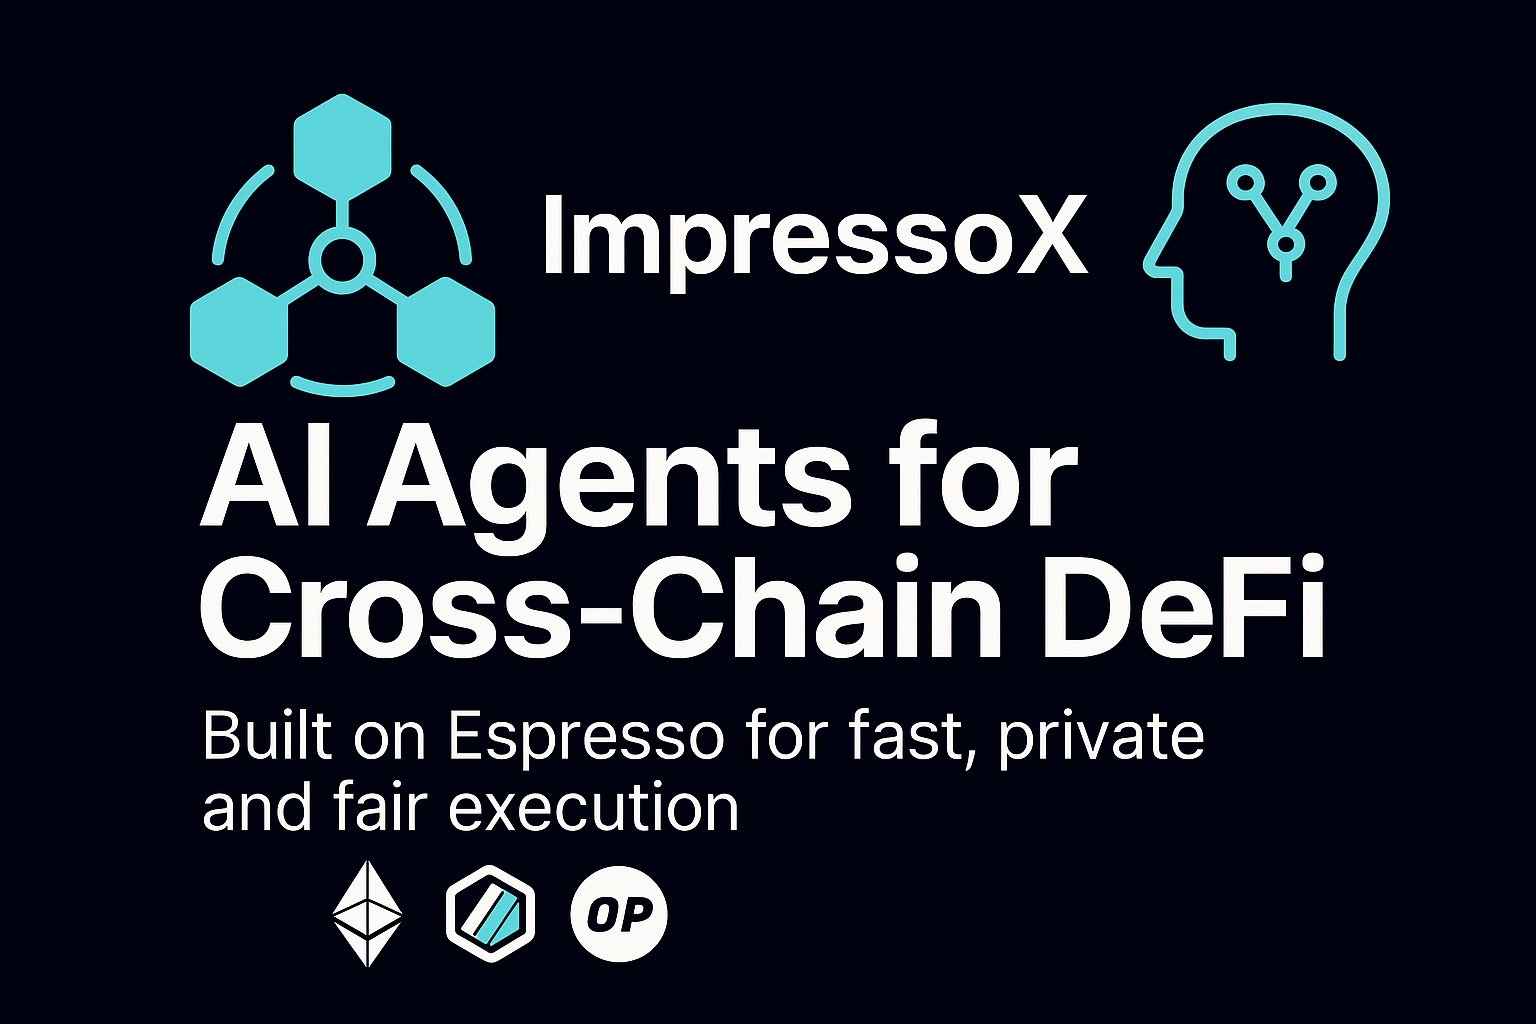 ImpressoX
AI Agents for
Cross-Chain DeFi
Built on Espresso for fast, private
and fair execution
OP